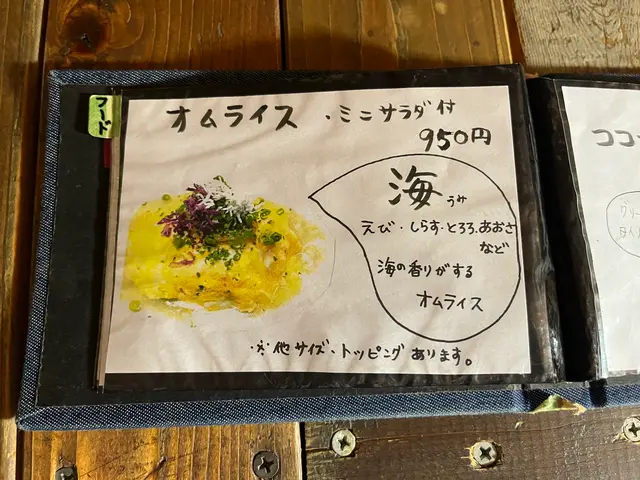 フード
オムライス ・ミニサラダ付
950円
海 うみ
えび・しらす・とろろ・あおさ
など
海の香りがする
オムライス
※他サイズ・トッピングあります。
ココ